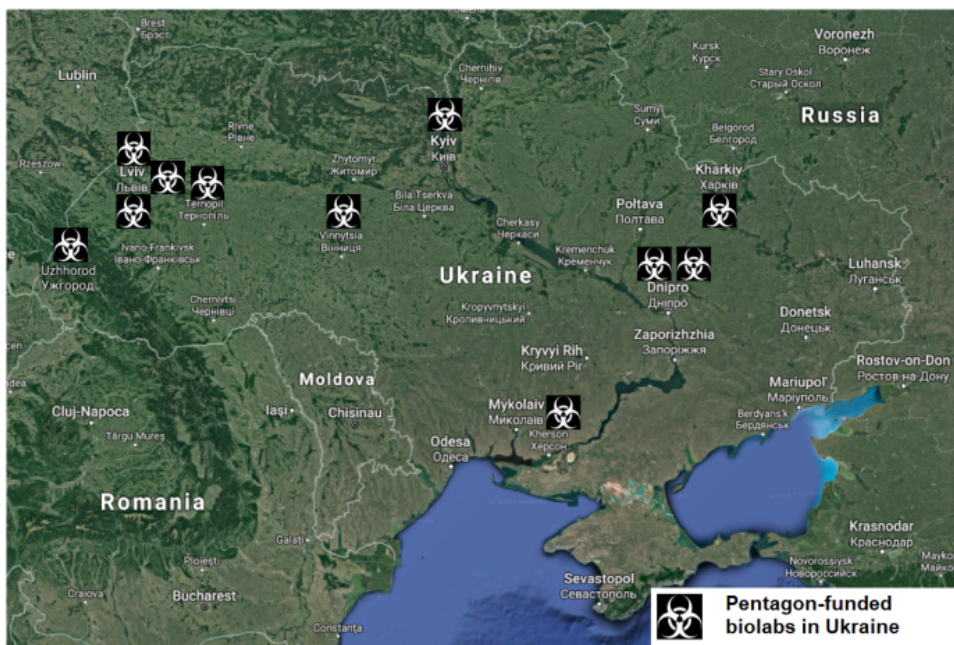 Brest
Брэст
Lublin
Chernihiv
Чернігів
Kursk
Курск
Voronezh
Воронеж
Stary Oskol
Старый Оскол
Russia
Rivne
Рівне
Kyiv
Київ
Sumy
Суми
Belgorod
Белгород
Rzeszow
Lviv
Львів
Zhytomyr
Житомир
Kharkiv
Харків
Ternopil
Тернопіль
Bila Tserkva
Біла Церква
Poltava
Полтава
Cherkasy
Черкаси
Vinnytsia
Вінниця
Uzhhorod
Ужгороді
Ivano-Frankivsk
Івано-Франківськ
Kremenchuk
Кременчук
Ukraine
Luhansk
Луганськ
Dnipro
Дніпро
Chernivtsi
Чернівці
Kropyvnytskyi
Кропивницький
Donetsk
Донецьк
Zaporizhzhia
Запоріжжя
Kryvyi Rih
Кривий Ріг
Rostov-on-Don
Ростов-на-Дону
Moldova
Mariupol'
Маріуполь
Cluj-Napoca
Iași
Chisinau
Mykolaiv
Миколаїв
Berdyans'k
Бердянськ
Târgu Mureș
Kherson
Херсон
Odesa
Одеса
Romania
Galați
Krasnodar
Краснодар
Ploiești
Novorossiysk
Новороссийск
Craiova
Bucharest
Sevastopol
Севастополь
Constanța
Pentagon-funded
biolabs in Ukraine